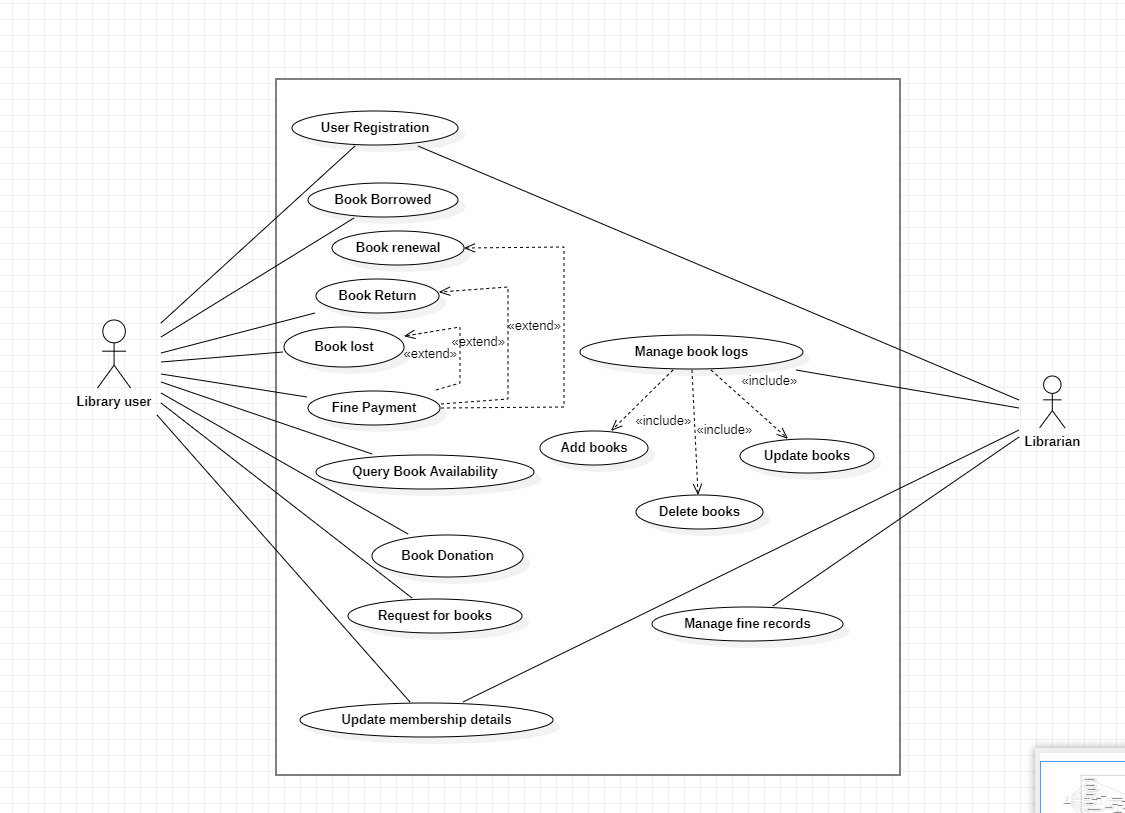 User Registration
Book Borrowed
Book renewal
Book Return
«extend»
Book lost
«extend»
«extend»
Manage book logs
«include»
Library user
Fine Payment
«include»
«include»
Librarian
Add books
Update books
Query Book Availability
Delete books
Book Donation
Request for books
Manage fine records
Update membership details